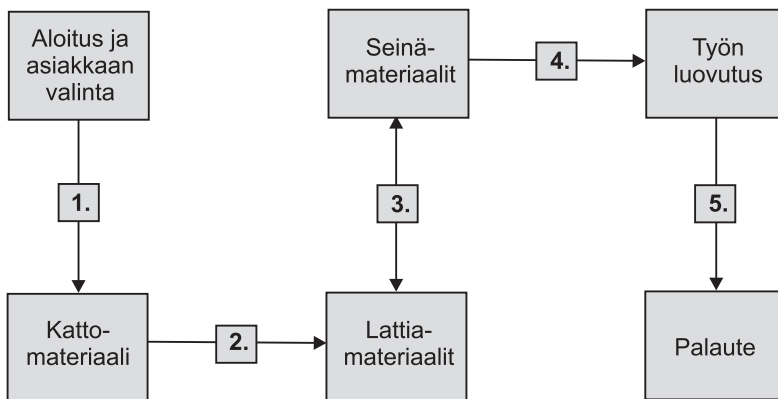 Aloitus ja
asiakkaan
valinta
1.
Katto-
materiaali
2.
Lattia-
materiaalit
3.
Seinä-
materiaalit
4.
Työn
luovutus
5.
Palaute